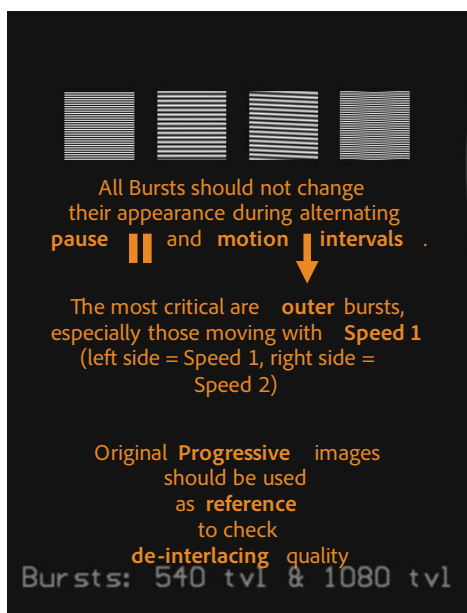 All Bursts should not change
their appearance during alternating
pause and motion intervals .
The most critical are outer bursts,
especially those moving with Speed 1
(left side = Speed 1, right side =
Speed 2)
Original Progressive images
should be used
as reference
to check
de-interlacing quality
Bursts: 540 tvl & 1080 tvl